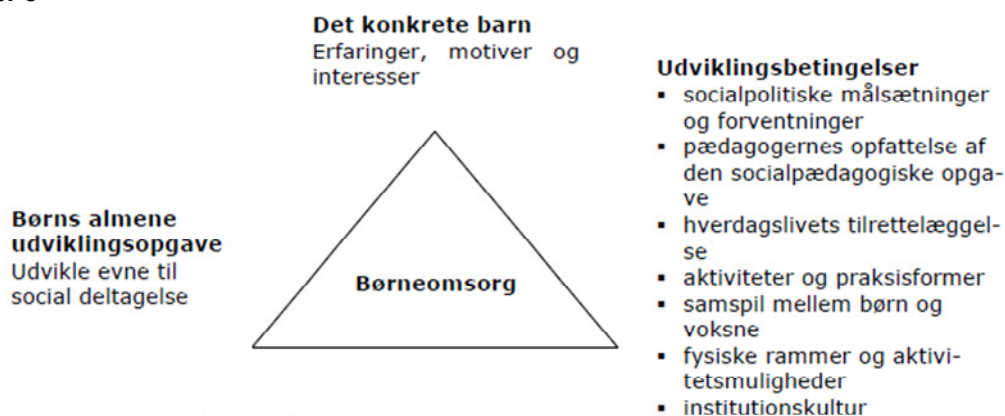 Det konkrete barn
Erfaringer, motiver og
interesser
Udviklingsbetingelser
▪ socialpolitiske målsætninger
og forventninger
▪ pædagogernes opfattelse af
den socialpædagogiske opga-
ve
▪ hverdagslivets tilrettelæggel-
se
▪ aktiviteter og praksisformer
▪ samspil mellem børn og
voksne
▪ fysiske rammer og aktivi-
tetsmuligheder
▪ institutionskultur
Børns almene
udviklingsopgave
Udvikle evne til
social deltagelse
Børneomsorg